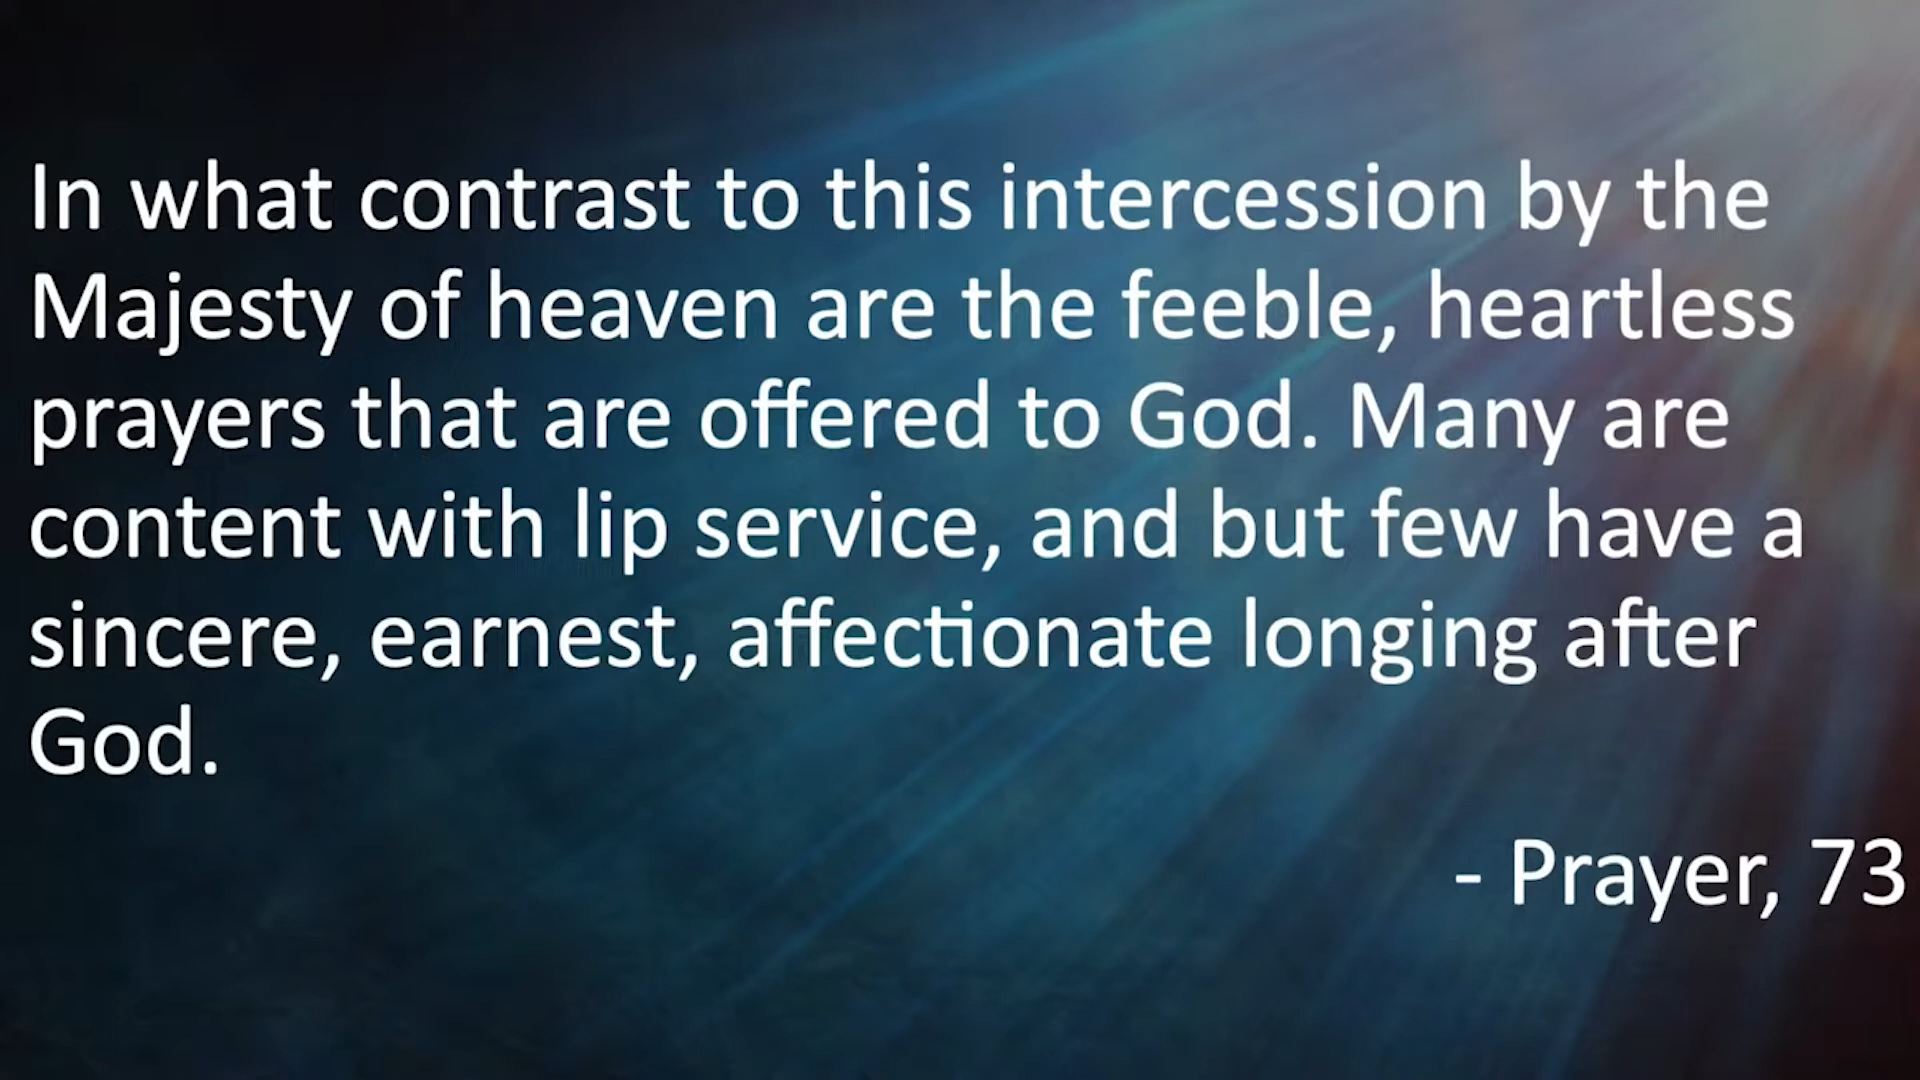 In what contrast to this intercession by the
Majesty of heaven are the feeble, heartless
prayers that are offered to God. Many are
content with lip service, and but few have a
sincere, earnest, affectionate longing after
God.
- Prayer, 73